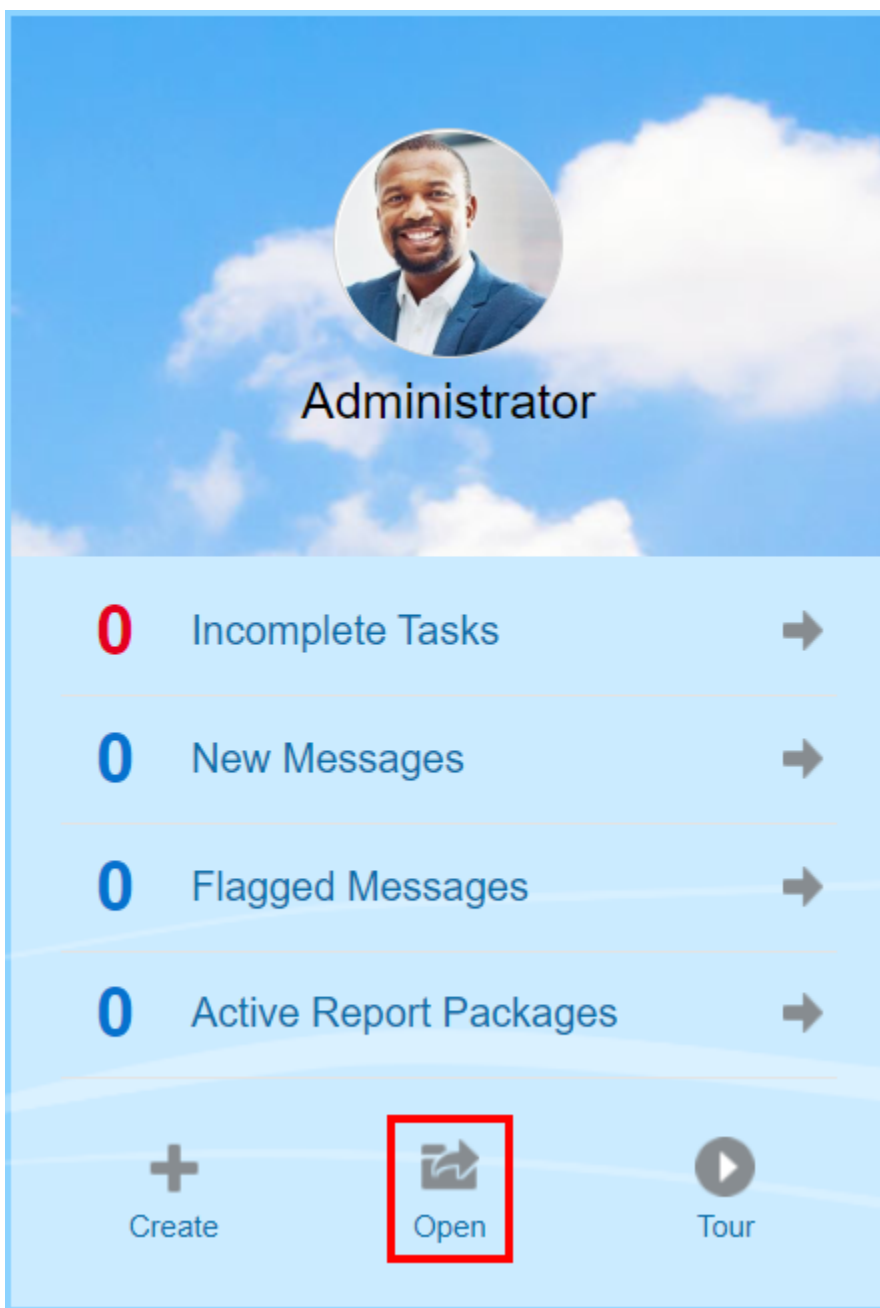 Administrator
0 Incomplete Tasks
0 New Messages
0 Flagged Messages
0 Active Report Packages
Create Open Tour